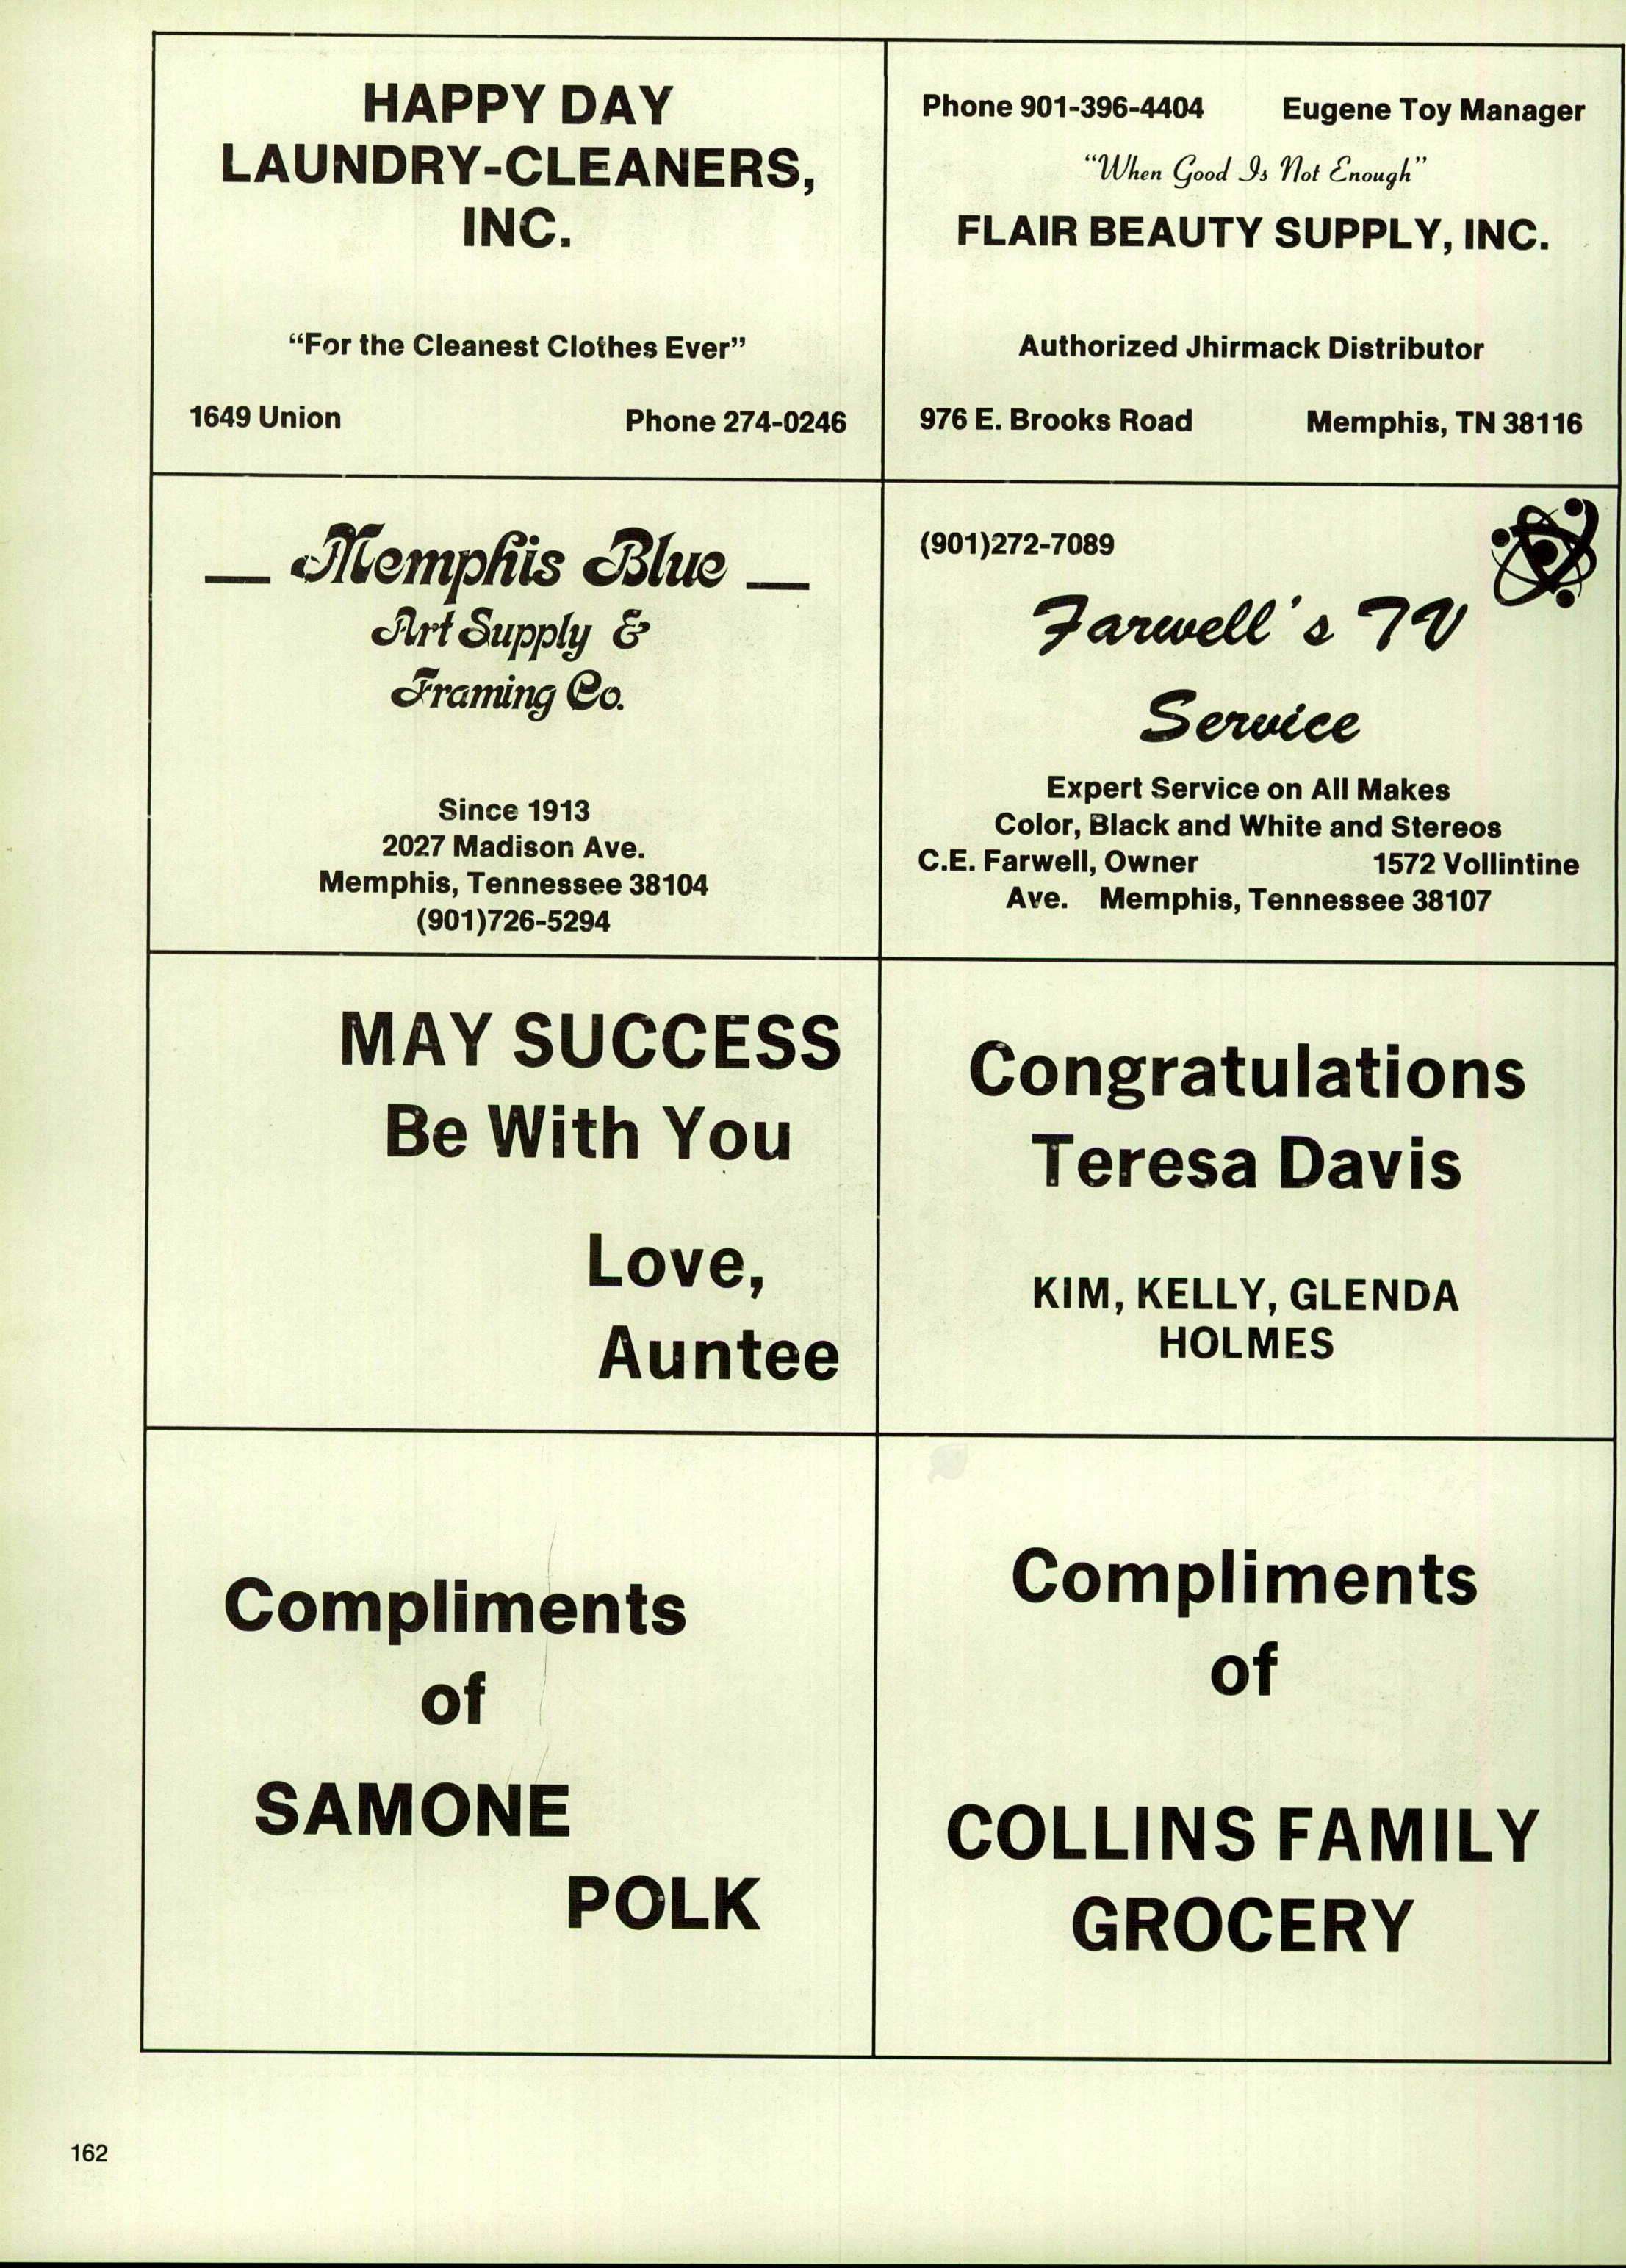 HAPPY DAY
LAUNDRY-CLEANERS,
INC.
“For the Cleanest Clothes Ever”
1649 Union Phone 274-0246
Phone 901-396-4404 Eugene Toy Manager
“When Good Is Not Enough”
FLAIR BEAUTY SUPPLY, INC.
Authorized Jhirmack Distributor
976 E. Brooks Road Memphis, TN 38116
— Memphis Blue —
Art Supply &
Framing Co.
Since 1913
2027 Madison Ave.
Memphis, Tennessee 38104
(901)726-5294
(901)272-7089
Farwell's TV
Service
Expert Service on All Makes
Color, Black and White and Stereos
C.E. Farwell, Owner 1572 Vollintine
Ave. Memphis, Tennessee 38107
MAY SUCCESS
Be With You
Love,
Auntee
Congratulations
Teresa Davis
KIM, KELLY, GLENDA
HOLMES
Compliments
of
SAMONE
POLK
Compliments
of
COLLINS FAMILY
GROCERY
162